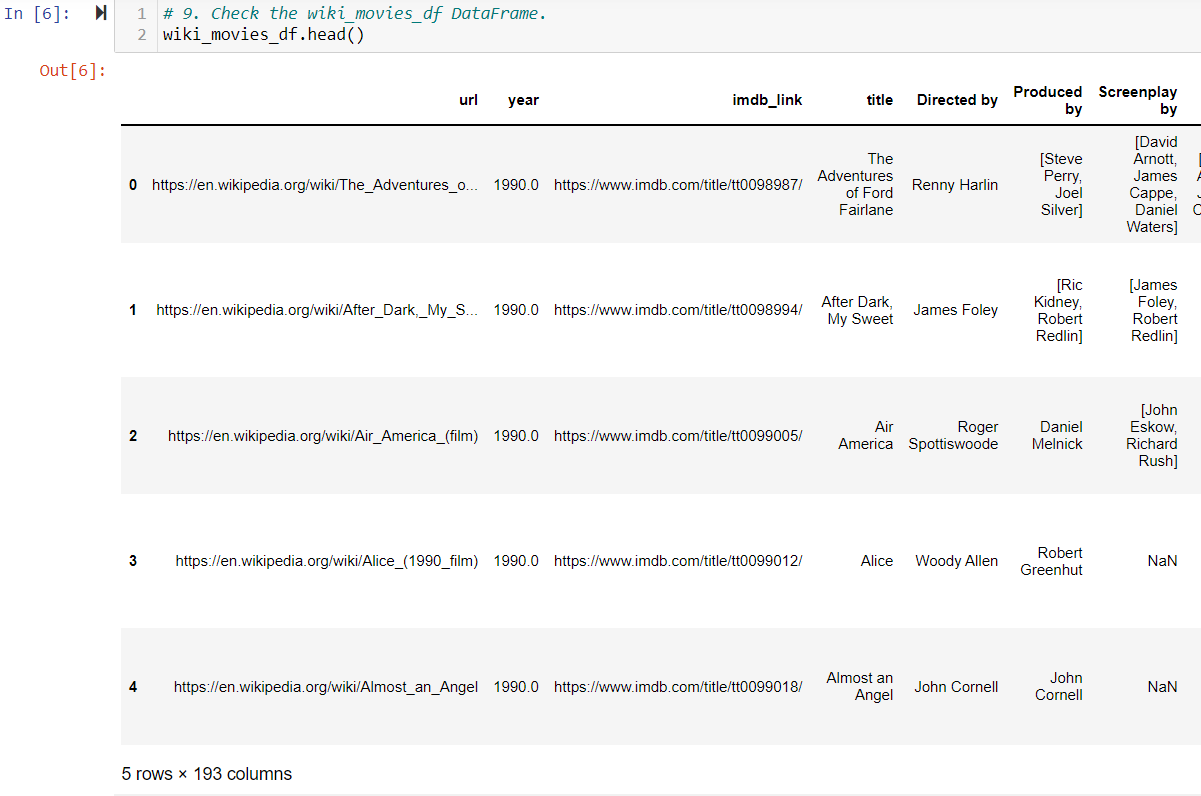 In [6]:
1 # 9. Check the wiki_movies_df DataFrame.
2 wiki_movies_df.head()
Out[6]:
url year imdb_link title Directed by Produced by Screenplay by
0 https://en.wikipedia.org/wiki/The_Adventures_o... 1990.0 https://www.imdb.com/title/tt0098987/ The Adventures of Ford Fairlane Renny Harlin [Steve Perry, Joel Silver] [David Arnott, James Cappe, Daniel Waters]
1 https://en.wikipedia.org/wiki/After_Dark,_My_S... 1990.0 https://www.imdb.com/title/tt0098994/ After Dark, My Sweet James Foley [Ric Kidney, Robert Redlin] [James Foley, Robert Redlin]
2 https://en.wikipedia.org/wiki/Air_America_(film) 1990.0 https://www.imdb.com/title/tt0099005/ Air America Roger Spottiswoode Daniel Melnick [John Eskow, Richard Rush]
3 https://en.wikipedia.org/wiki/Alice_(1990_film) 1990.0 https://www.imdb.com/title/tt0099012/ Alice Woody Allen Robert Greenhut NaN
4 https://en.wikipedia.org/wiki/Almost_an_Angel 1990.0 https://www.imdb.com/title/tt0099018/ Almost an Angel John Cornell John Cornell NaN
5 rows × 193 columns